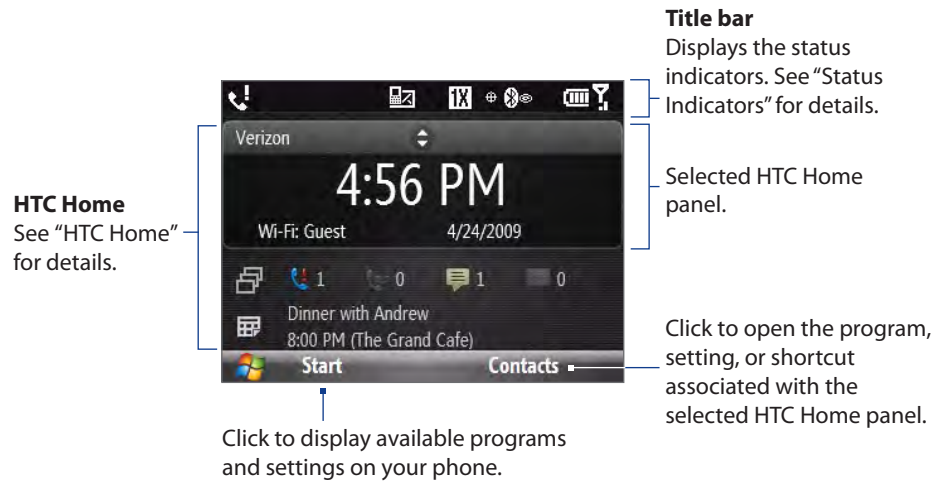 Title bar
Displays the status
indicators. See “Status
Indicators” for details.
1X
Verizon
4:56 PM
Wi-Fi: Guest 4/24/2009
Selected HTC Home
panel.
HTC Home
See “HTC Home”
for details.
1 0 1 0
Dinner with Andrew
8:00 PM (The Grand Cafe)
Start Contacts
Click to open the program,
setting, or shortcut
associated with the
selected HTC Home panel.
Click to display available programs
and settings on your phone.